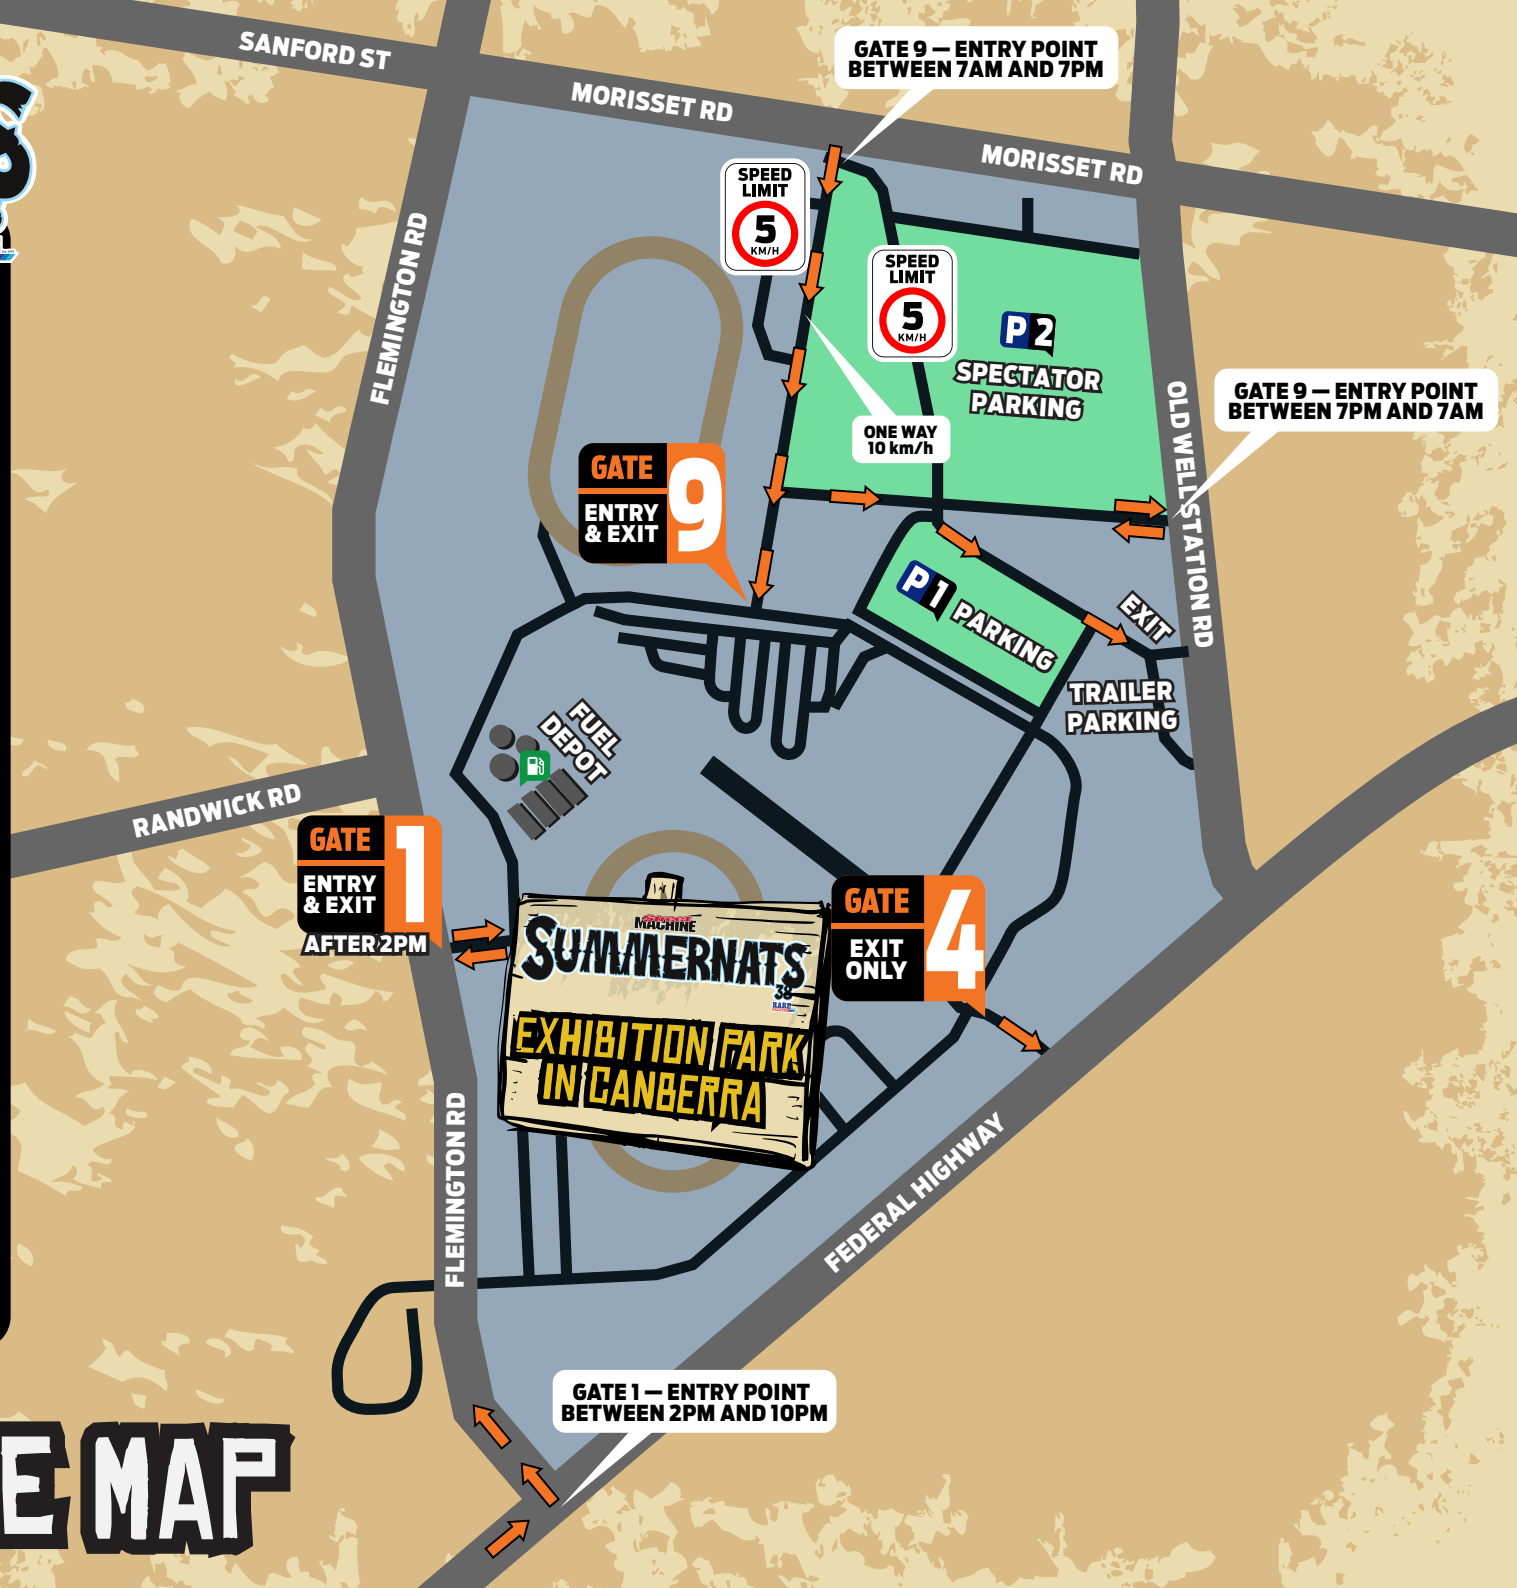 SANFORD ST
MORISSET RD
GATE 9 — ENTRY POINT
BETWEEN 7AM AND 7PM
MORISSET RD
SPEED
LIMIT
5
KM/H
SPEED
LIMIT
5
KM/H
FLEMINGTON RD
P2
SPECTATOR
PARKING
GATE 9 — ENTRY POINT
BETWEEN 7PM AND 7AM
OLD WELL STATION RD
ONE WAY
10 km/h
GATE
9
ENTRY
& EXIT
P1 PARKING
EXIT
TRAILER
PARKING
FUEL
DEPOT
RANDWICK RD
GATE
1
ENTRY
& EXIT
AFTER 2PM
GATE
4
EXIT
ONLY
STREET
MACHINE
SUMMERNATS
38
RARE
EXHIBITION PARK
IN CANBERRA
FLEMINGTON RD
FEDERAL HIGHWAY
GATE 1 — ENTRY POINT
BETWEEN 2PM AND 10PM
E MAP